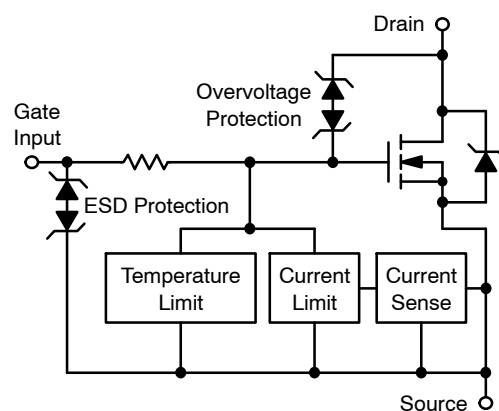 Drain
Overvoltage
Protection
Gate
Input
ESD Protection
Temperature
Limit
Current
Limit
Current
Sense
Source